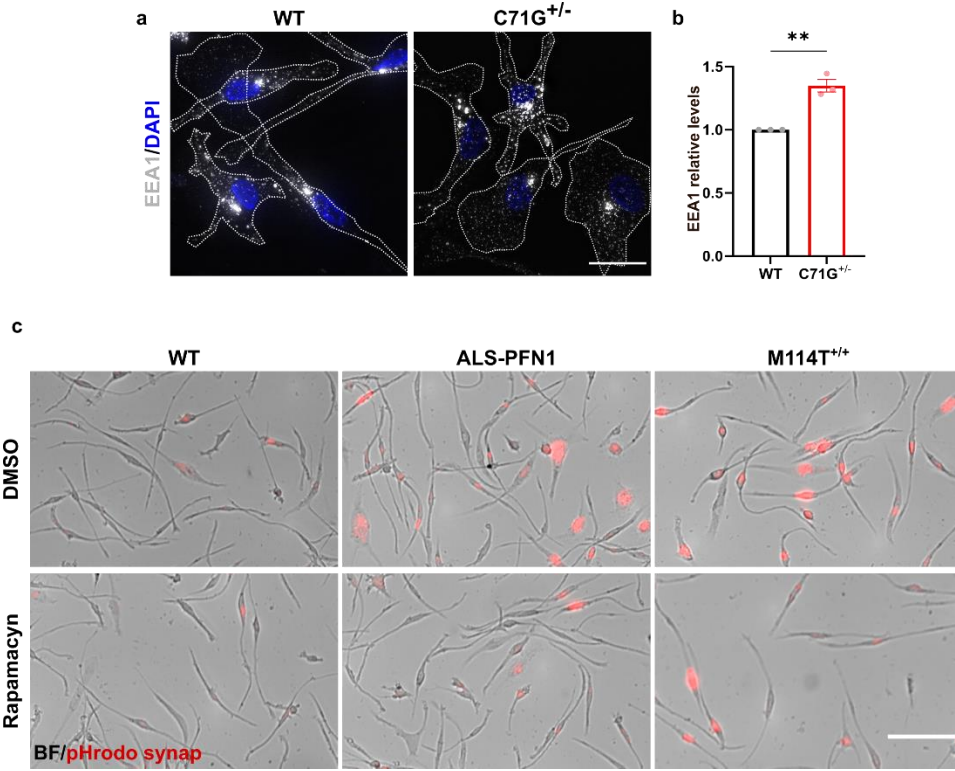 a
WT
C71G+/-
EEA1/DAPI
b
**
EEA1 relative levels
1.5
1.0
0.5
0.0
WT
C71G+/-
c
WT
ALS-PFN1
M114T+/+
DMSO
Rapamacyn
BF/pHrodo synap